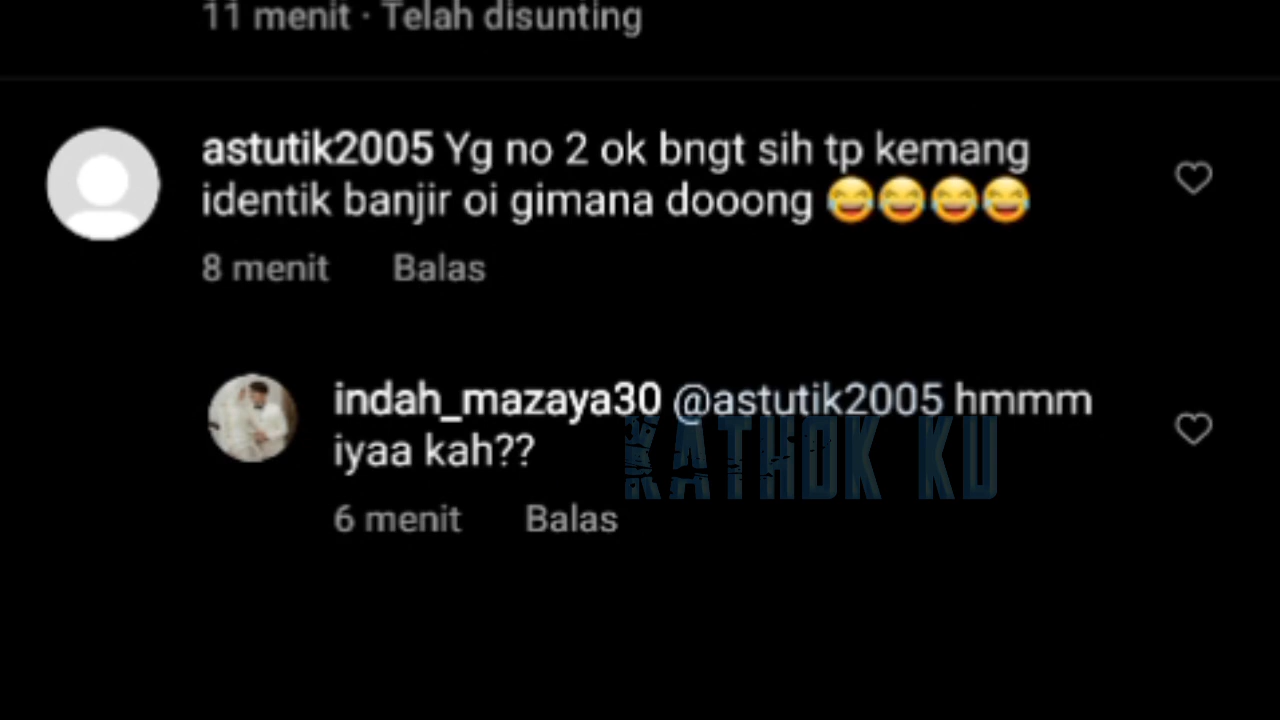 11 menit · Telah disunting
astutik2005 Yg no 2 ok bngt sih tp kemang
identik banjir oi gimana dooong 😂😂😂😂
8 menit Balas
indah_mazaya30 @astutik2005 hmmm
iyaa kah??
KATHOK KU
6 menit Balas